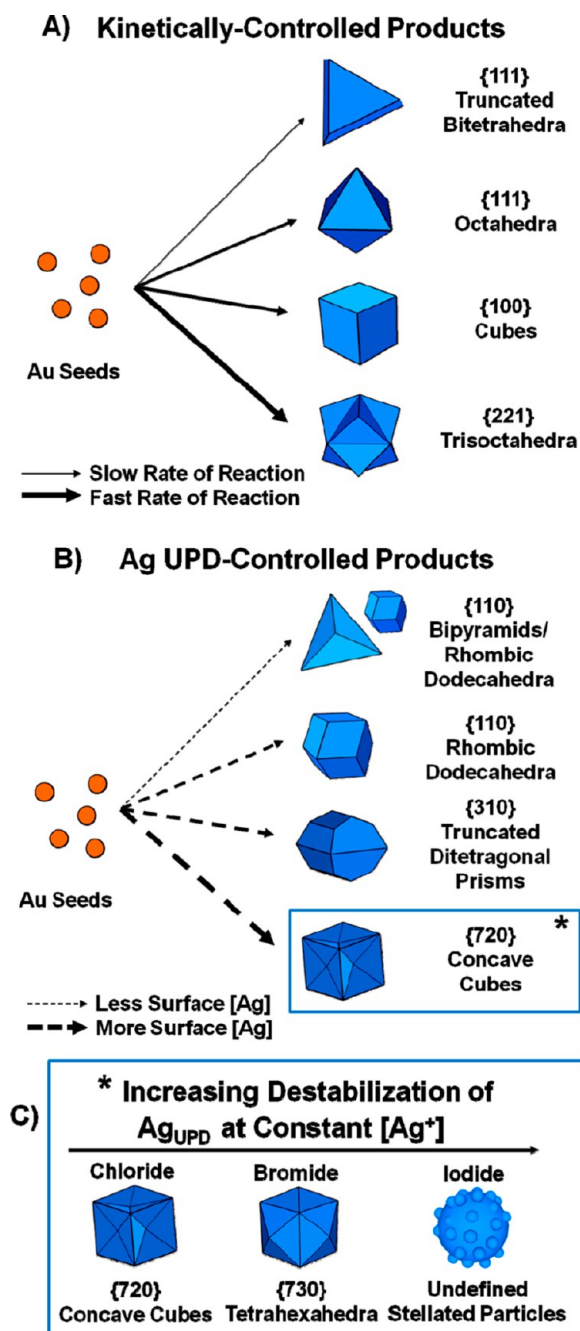 A) Kinetically-Controlled Products
{111}
Truncated
Bitetrahedra
{111}
Octahedra
{100}
Cubes
{221}
Trisoctahedra
Au Seeds
Slow Rate of Reaction
Fast Rate of Reaction
B) Ag UPD-Controlled Products
{110}
Bipyramids/
Rhombic
Dodecahedra
{110}
Rhombic
Dodecahedra
{310}
Truncated
Ditetragonal
Prisms
{720} *
Concave
Cubes
Au Seeds
Less Surface [Ag]
More Surface [Ag]
C) * Increasing Destabilization of
AgUPD at Constant [Ag+]
Chloride Bromide Iodide
{720} {730} Undefined
Concave Cubes Tetrahexahedra Stellated Particles